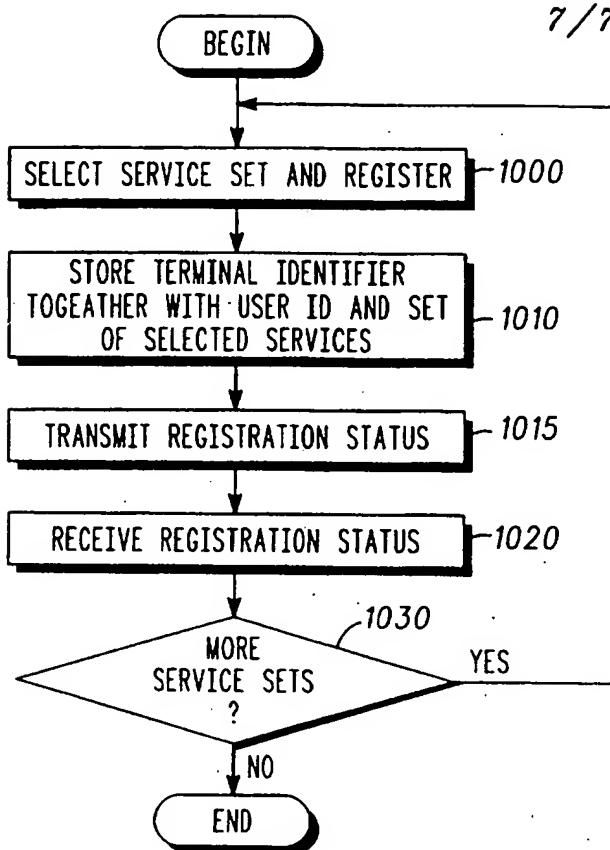 7/7
BEGIN
SELECT SERVICE SET AND REGISTER
1000
STORE TERMINAL IDENTIFIER
TOGEATHER WITH USER ID AND SET
OF SELECTED SERVICES
1010
TRANSMIT REGISTRATION STATUS
1015
RECEIVE REGISTRATION STATUS
1020
1030
MORE
SERVICE SETS
?
YES
NO
END